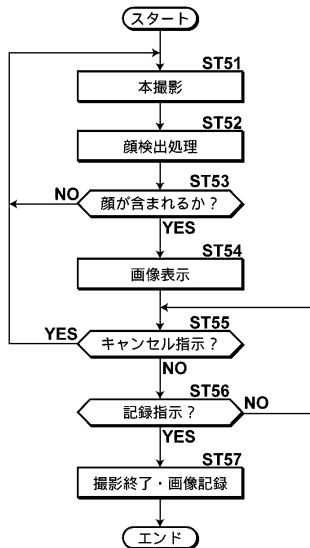 スタート
ST51
本撮影
ST52
顔検出処理
ST53
NO
顔が含まれるか？
YES
ST54
画像表示
ST55
YES
キャンセル指示？
NO
ST56
記録指示？
NO
YES
ST57
撮影終了・画像記録
エンド